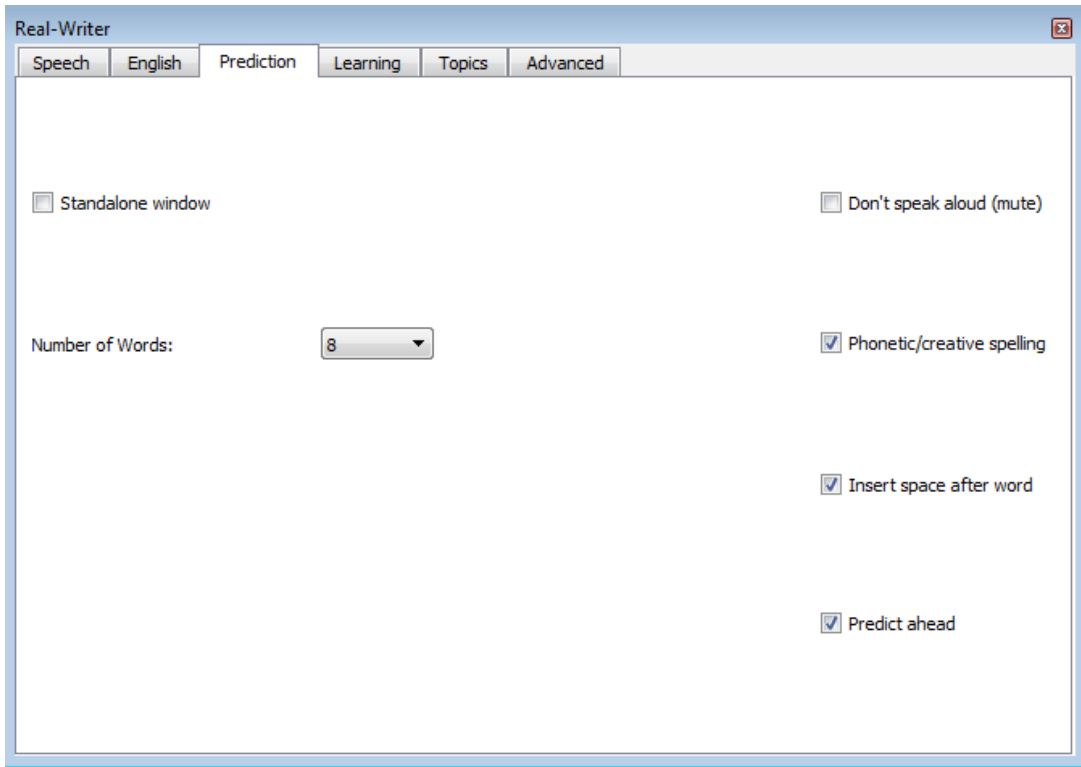 Real-Writer
Speech English Prediction Learning Topics Advanced
Standalone window Don't speak aloud (mute)
Number of Words: 8 Phonetic/creative spelling
Insert space after word
Predict ahead